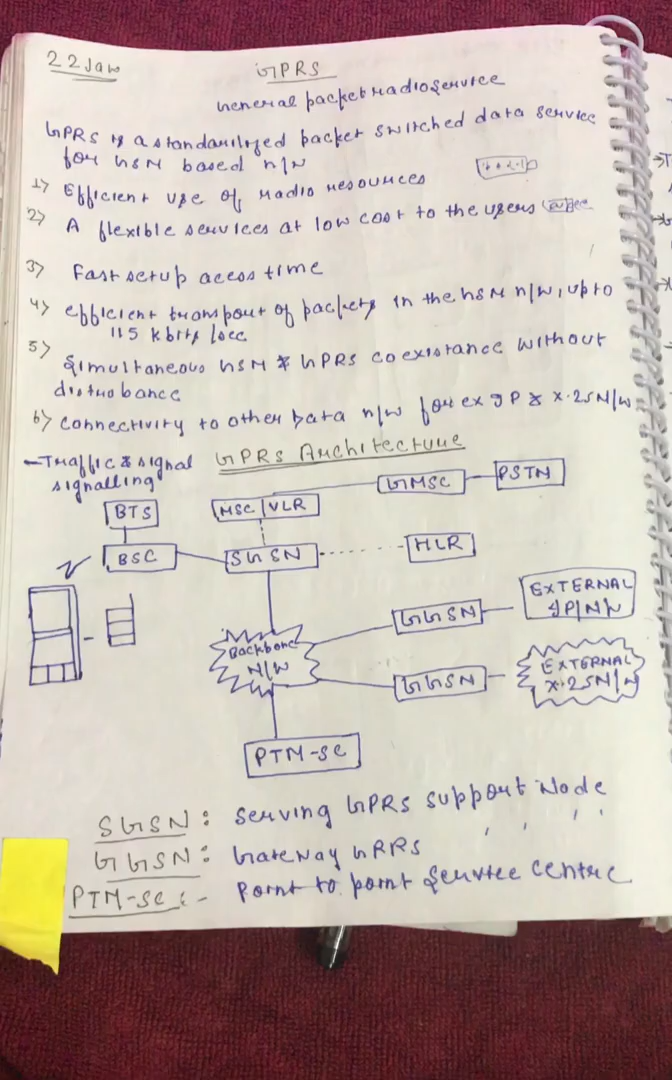 22 Jan
GPRS
General packet radio service
GPRS is a standardized packet switched data service
for GSM based n/w
1) Efficient use of radio resources
2) A flexible services at low cost to the users
3) Fast setup access time
4) efficient transport of packets in the GSM n/w, upto
115 kbits/sec
5) Simultaneous GSM & GPRS coexistance without
disturbance
6) Connectivity to other Data n/w for ex IP & X.25 N/w
- Traffic & signal
signalling
GPRS Architecture
GMSC
PSTN
BTS
MSC/VLR
BSC
SGSN
HLR
EXTERNAL
IP/N/w
GGSN
Backbone
N/W
EXTERNAL
X.25N/w
GGSN
PTM-SC
SGSN: Serving GPRS support Node
GGSN: Gateway GRRS ' ' ' '
PTM-SC :- Point to point Service Centre